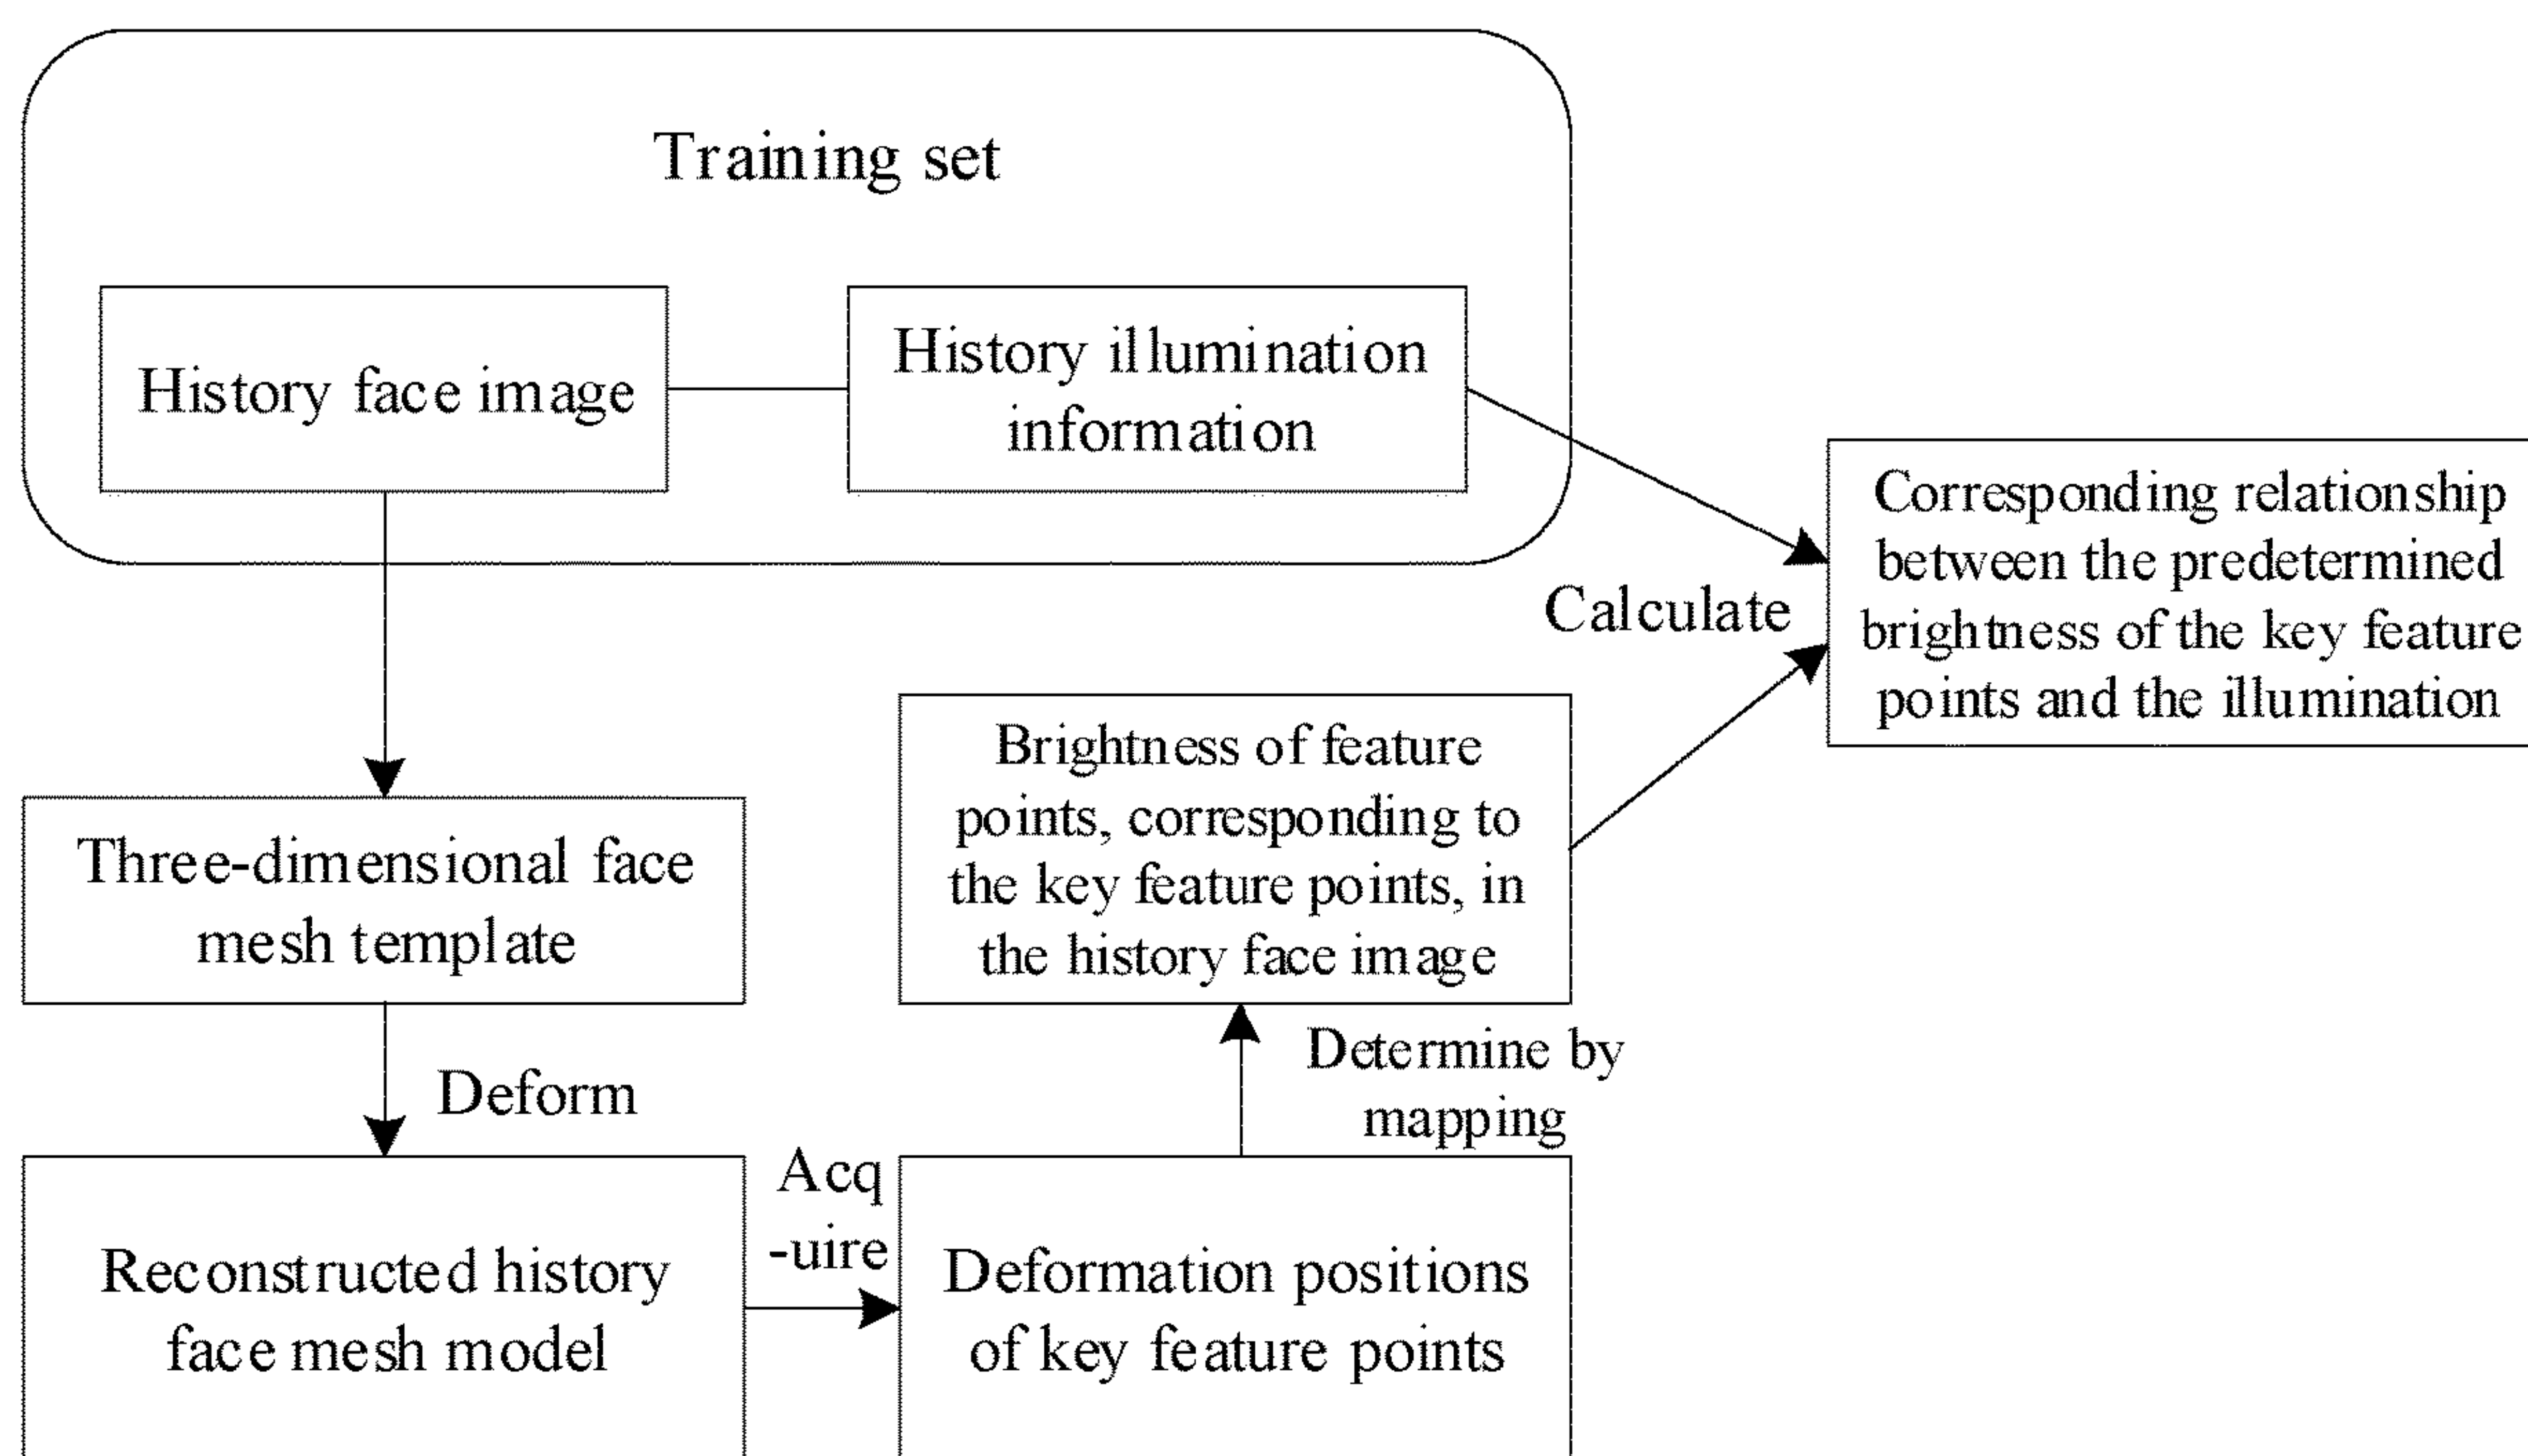 Training set
History face image
History illumination
information
Corresponding relationship
between the predetermined
brightness of the key feature
points and the illumination
Calculate
Three-dimensional face
mesh template
Brightness of feature
points, corresponding to
the key feature points, in
the history face image
Deform
Determine by
mapping
Reconstructed history
face mesh model
Acq
-uire
Deformation positions
of key feature points